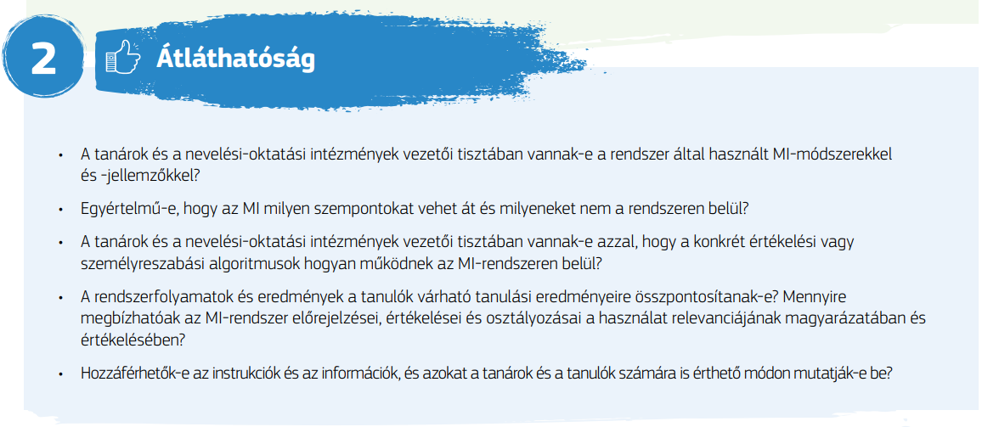 2
Átláthatóság
• A tanárok és a nevelési-oktatási intézmények vezetői tisztában vannak-e a rendszer által használt MI-módszerekkel
és -jellemzőkkel?
• Egyértelmű-e, hogy az MI milyen szempontokat vehet át és milyeneket nem a rendszeren belül?
• A tanárok és a nevelési-oktatási intézmények vezetői tisztában vannak-e azzal, hogy a konkrét értékelési vagy
személyreszabási algoritmusok hogyan működnek az MI-rendszeren belül?
• A rendszerfolyamatok és eredmények a tanulók várható tanulási eredményeire összpontosítanak-e? Mennyire
megbízhatóak az MI-rendszer előrejelzései, értékelései és osztályozásai a használat relevanciájának magyarázatában és
értékelésében?
• Hozzáférhetők-e az instrukciók és az információk, és azokat a tanárok és a tanulók számára is érthető módon mutatják-e be?